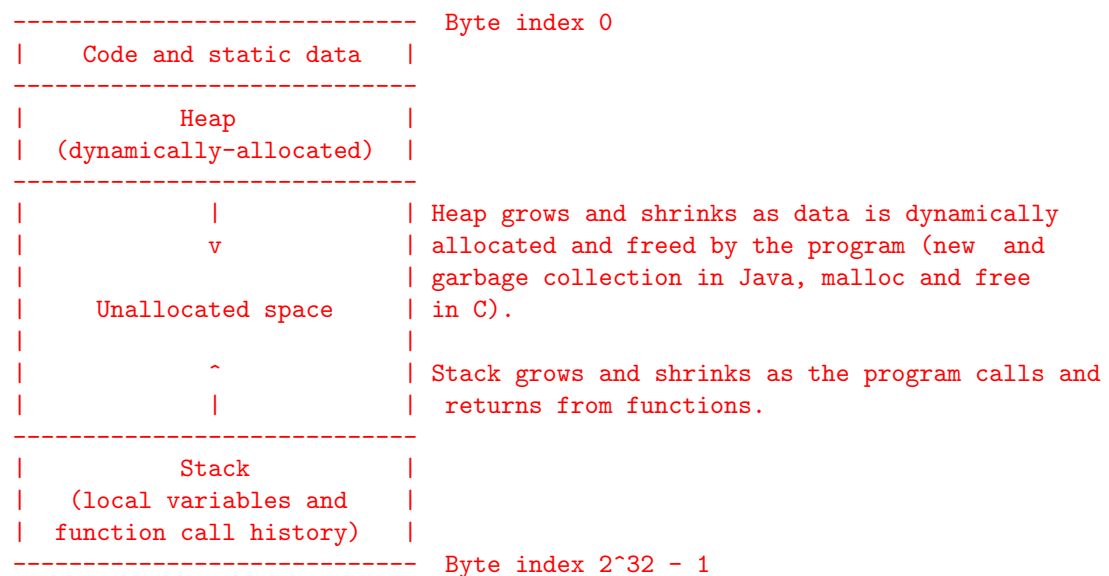 ----------------------------- Byte index 0
|    Code and static data   |
-----------------------------
|           Heap            |
|  (dynamically-allocated)  |
-----------------------------
|             |             | Heap grows and shrinks as data is dynamically
|             v             | allocated and freed by the program (new  and
|                           | garbage collection in Java, malloc and free
|     Unallocated space     | in C).
|                           |
|             ^             | Stack grows and shrinks as the program calls and
|             |             |  returns from functions.
-----------------------------
|           Stack           |
|   (local variables and    |
|  function call history)   |
----------------------------- Byte index 2^32 - 1